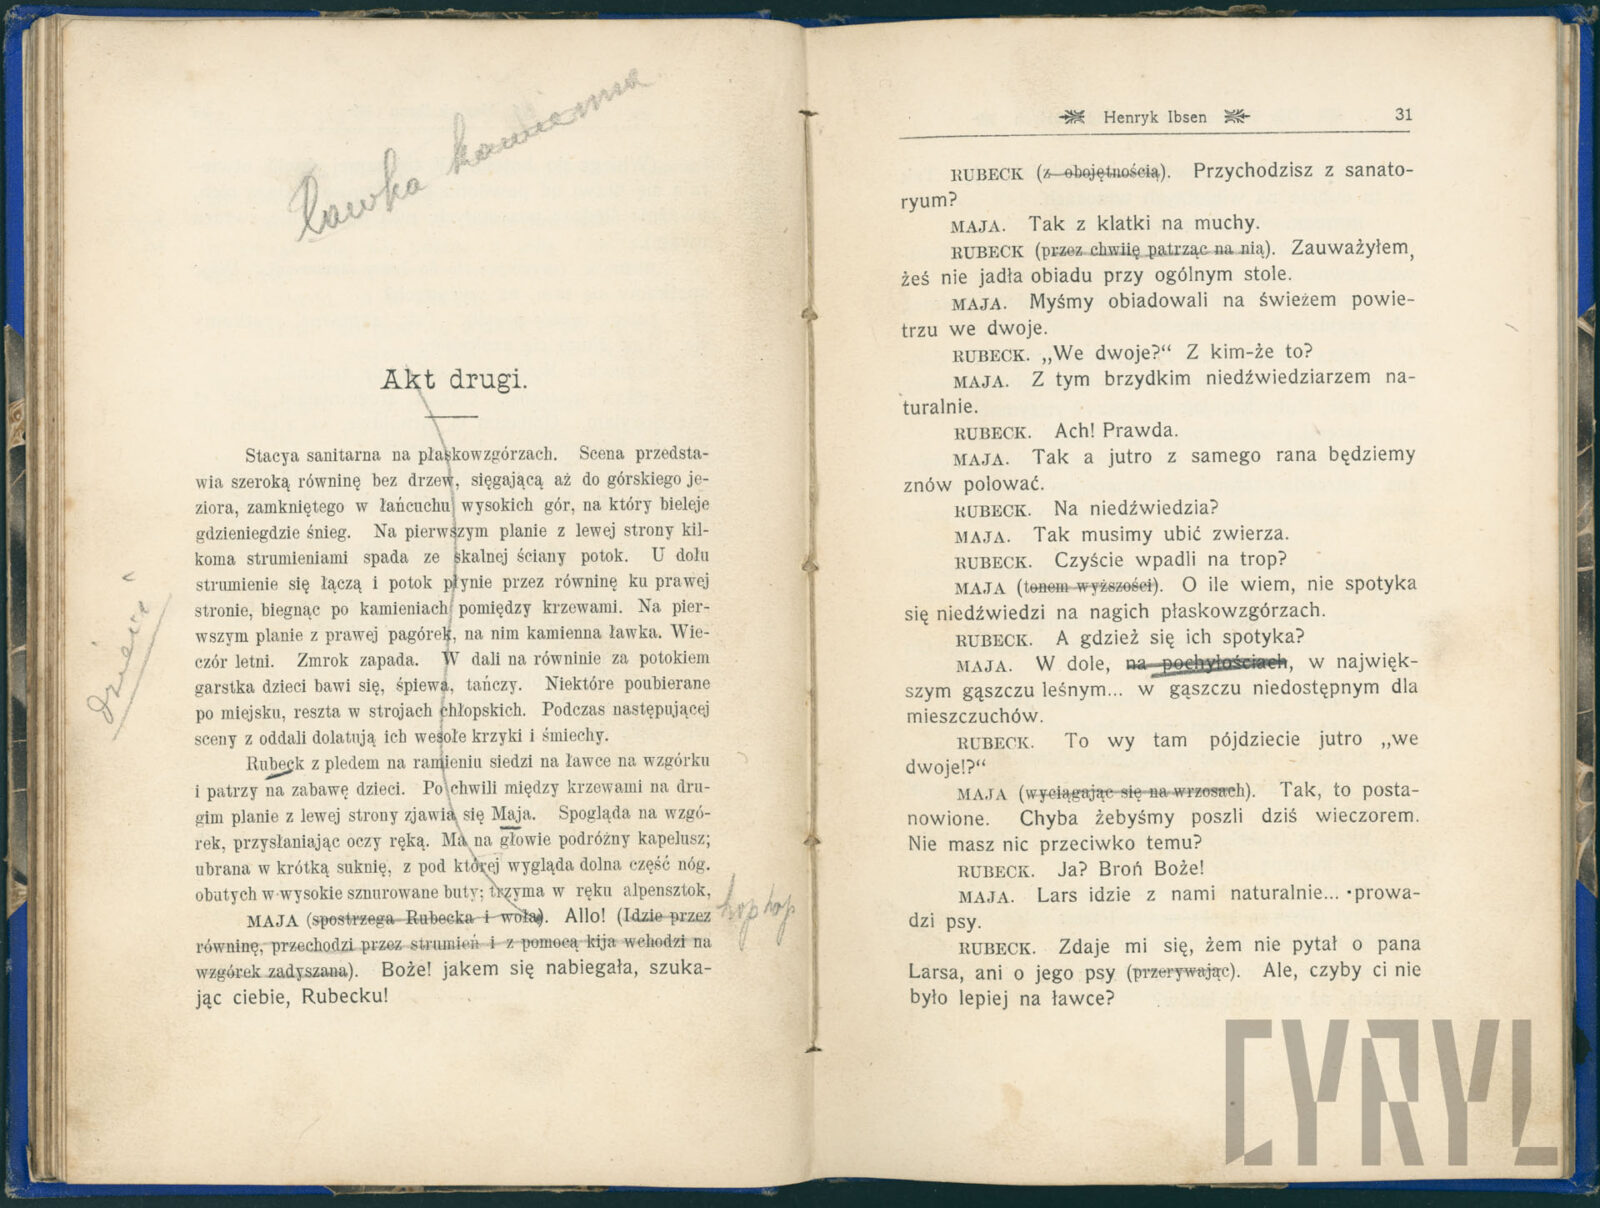 ławka kamienna
Akt drugi.
Stacya sanitarna na płaskowzgórzach. Scena przedsta-
wia szeroką równinę bez drzew, sięgającą aż do górskiego je-
ziora, zamkniętego w łańcuchu wysokich gór, na który bieleje
gdzieniegdzie śnieg. Na pierwszym planie z lewej strony kil-
koma strumieniami spada ze skalnej ściany potok. U dołu
strumienie się łączą i potok płynie przez równinę ku prawej
stronie, biegnąc po kamieniach pomiędzy krzewami. Na pier-
wszym planie z prawej pagórek, na nim kamienna ławka. Wie-
czór letni. Zmrok zapada. W dali na równinie za potokiem
garstka dzieci bawi się, śpiewa, tańczy. Niektóre poubierane
po miejsku, reszta w strojach chłopskich. Podczas następującej
sceny z oddali dolatują ich wesołe krzyki i śmiechy.
dzieci
Rubeck z pledem na ramieniu siedzi na ławce na wzgórku
i patrzy na zabawę dzieci. Po chwili między krzewami na dru-
gim planie z lewej strony zjawia się Maja. Spogląda na wzgó-
rek, przysłaniając oczy ręką. Ma na głowie podróżny kapelusz;
ubrana w krótką suknię, z pod której wygląda dolna część nóg.
obutych w wysokie sznurowane buty; trzyma w ręku alpensztok,
MAJA (spostrzega Rubecka i woła). Allo! (Idzie przez
hop hop
równinę, przechodzi przez strumień i z pomocą kija wchodzi na
wzgórek zadyszana). Boże! jakem się nabiegała, szuka-
jąc ciebie, Rubecku!
Henryk Ibsen 31
RUBECK (z obojętnością). Przychodzisz z sanato-
ryum?
MAJA. Tak z klatki na muchy.
RUBECK (przez chwilę patrząc na nią). Zauważyłem,
żeś nie jadła obiadu przy ogólnym stole.
MAJA. Myśmy obiadowali na świeżem powie-
trzu we dwoje.
RUBECK. „We dwoje?“ Z kim-że to?
MAJA. Z tym brzydkim niedźwiedziarzem na-
turalnie.
RUBECK. Ach! Prawda.
MAJA. Tak a jutro z samego rana będziemy
znów polować.
RUBECK. Na niedźwiedzia?
MAJA. Tak musimy ubić zwierza.
RUBECK. Czyście wpadli na trop?
MAJA (tonem wyższości). O ile wiem, nie spotyka
się niedźwiedzi na nagich płaskowzgórzach.
RUBECK. A gdzież się ich spotyka?
MAJA. W dole, na pochyłościach, w najwięk-
szym gąszczu leśnym... w gąszczu niedostępnym dla
mieszczuchów.
RUBECK. To wy tam pójdziecie jutro „we
dwoje!?“
MAJA (wyciągając się na wrzosach). Tak, to posta-
nowione. Chyba żebyśmy poszli dziś wieczorem.
Nie masz nic przeciwko temu?
RUBECK. Ja? Broń Boże!
MAJA. Lars idzie z nami naturalnie... prowa-
dzi psy.
RUBECK. Zdaje mi się, żem nie pytał o pana
Larsa, ani o jego psy (przerywając). Ale, czyby ci nie
było lepiej na ławce?
CYRYL